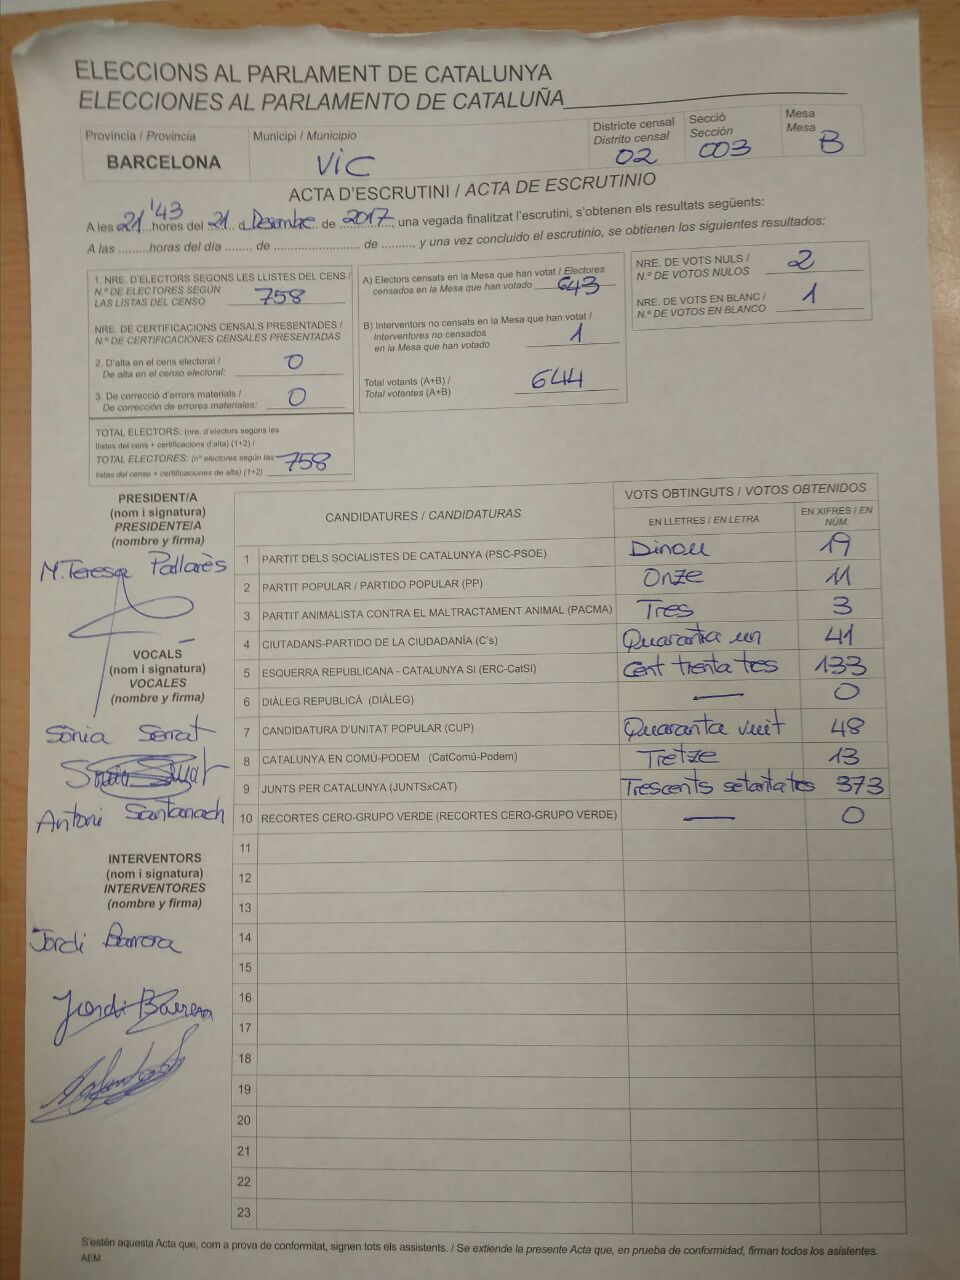 ELECCIONS AL PARLAMENT DE CATALUNYA
ELECCIONES AL PARLAMENTO DE CATALUÑA
Província / Provincia
BARCELONA
Municipi / Municipio
VIC
Districte censal
Distrito censal
02
Secció
Sección
003
Mesa
Mesa
B
ACTA D'ESCRUTINI / ACTA DE ESCRUTINIO
A les 21'43 hores del 21 d Desembre de 2017 una vegada finalitzat l'escrutini, s'obtenen els resultats següents:
A las .........horas del día ........ de ......................... de ........., y una vez concluido el escrutinio, se obtienen los siguientes resultados:
1. NRE. D'ELECTORS SEGONS LES LLISTES DEL CENS /
N.º DE ELECTORES SEGÚN
LAS LISTAS DEL CENSO 758
NRE. DE CERTIFICACIONS CENSALS PRESENTADES /
N.º DE CERTIFICACIONES CENSALES PRESENTADAS
2. D'alta en el cens electoral /
De alta en el censo electoral: 0
3. De correcció d'errors materials /
De corrección de errores materiales: 0
TOTAL ELECTORS: (nre. d'electors segons les
llistes del cens + certificacions d'alta) (1+2) /
TOTAL ELECTORES: (nº electores según las
listas del censo + certificaciones de alta) (1+2) 758
A) Electors censats en la Mesa que han votat / Electores
censados en la Mesa que han votado 643
B) Interventors no censats en la Mesa que han votat /
Interventores no censados
en la Mesa que han votado 1
Total votants (A+B) /
Total votantes (A+B) 644
NRE. DE VOTS NULS /
N.º DE VOTOS NULOS 2
NRE. DE VOTS EN BLANC /
N.º DE VOTOS EN BLANCO 1
PRESIDENT/A
(nom i signatura)
PRESIDENTE/A
(nombre y firma)
M. Teresa Pallarès
VOCALS
(nom i signatura)
VOCALES
(nombre y firma)
Sònia Serrat
Antoni Santanach
INTERVENTORS
(nom i signatura)
INTERVENTORES
(nombre y firma)
Jordi Barrera
CANDIDATURES / CANDIDATURAS
VOTS OBTINGUTS / VOTOS OBTENIDOS
EN LLETRES / EN LETRA
EN XIFRES / EN
NÚM.
1 PARTIT DELS SOCIALISTES DE CATALUNYA (PSC-PSOE) Dinou 19
2 PARTIT POPULAR / PARTIDO POPULAR (PP) Onze 11
3 PARTIT ANIMALISTA CONTRA EL MALTRACTAMENT ANIMAL (PACMA) Tres 3
4 CIUTADANS-PARTIDO DE LA CIUDADANÍA (C's) Quaranta un 41
5 ESQUERRA REPUBLICANA - CATALUNYA SI (ERC-CatSí) Cent trenta tres 133
6 DIÀLEG REPUBLICÀ (DIÀLEG) — 0
7 CANDIDATURA D'UNITAT POPULAR (CUP) Quaranta vuit 48
8 CATALUNYA EN COMÚ-PODEM (CatComú-Podem) Tretze 13
9 JUNTS PER CATALUNYA (JUNTSxCAT) Trescents setanta tres 373
10 RECORTES CERO-GRUPO VERDE (RECORTES CERO-GRUPO VERDE) — 0
11
12
13
14
15
16
17
18
19
20
21
22
23
S'estén aquesta Acta que, com a prova de conformitat, signen tots els assistents. / Se extiende la presente Acta que, en prueba de conformidad, firman todos los asistentes.
AEM